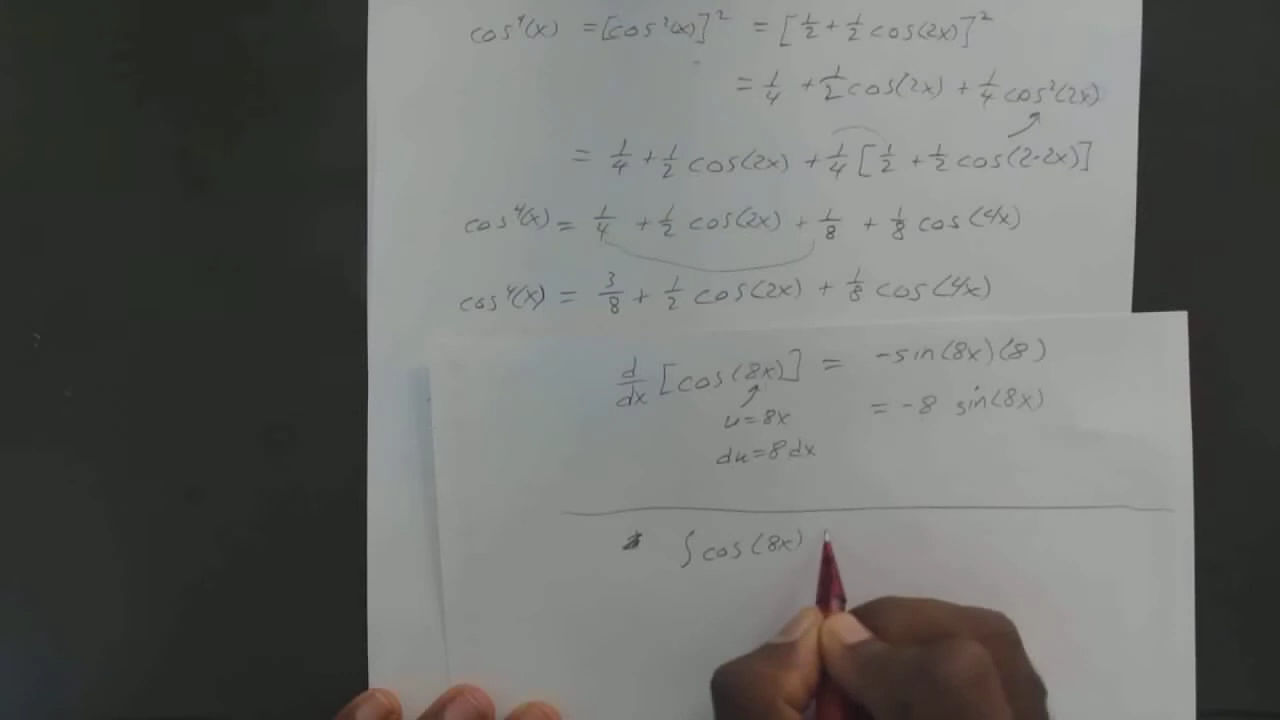 cos⁴(x) = [cos²(x)]² = [1/2 + 1/2 cos(2x)]²
= 1/4 + 1/2 cos(2x) + 1/4 cos²(2x)
= 1/4 + 1/2 cos(2x) + 1/4 [1/2 + 1/2 cos(2·2x)]
cos⁴(x) = 1/4 + 1/2 cos(2x) + 1/8 + 1/8 cos(4x)
cos⁴(x) = 3/8 + 1/2 cos(2x) + 1/8 cos(4x)
d/dx [cos(8x)] = -sin(8x)(8)
u=8x = -8 sin(8x)
du=8dx
∫cos(8x)